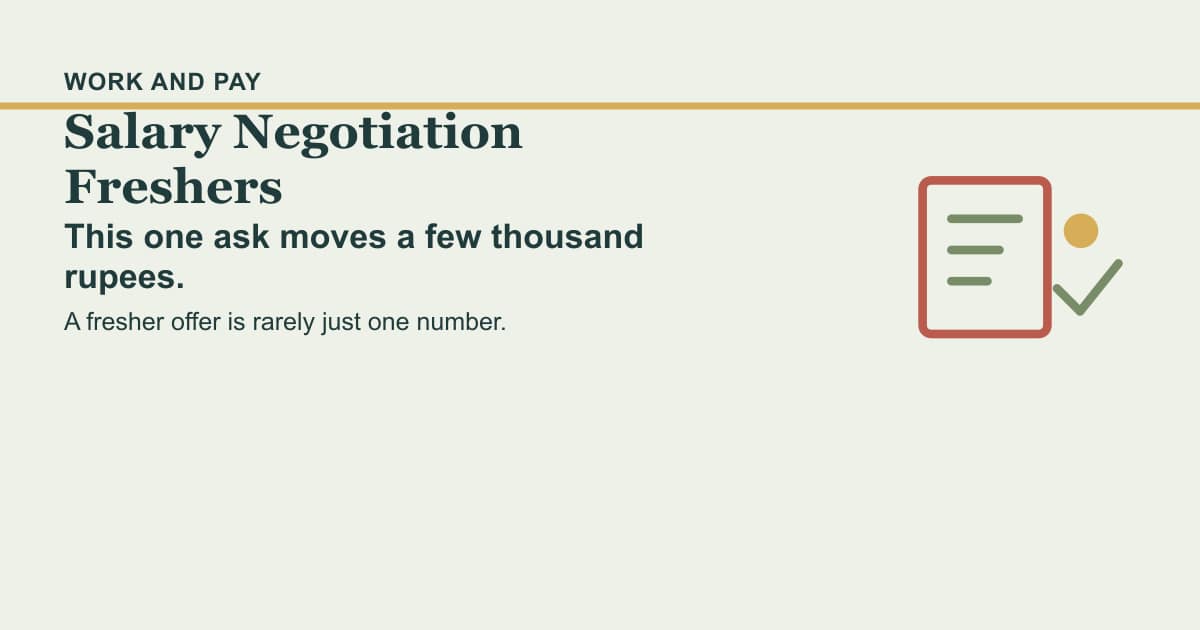 WORK AND PAY
Salary Negotiation
Freshers
This one ask moves a few thousand
rupees.
A fresher offer is rarely just one number.